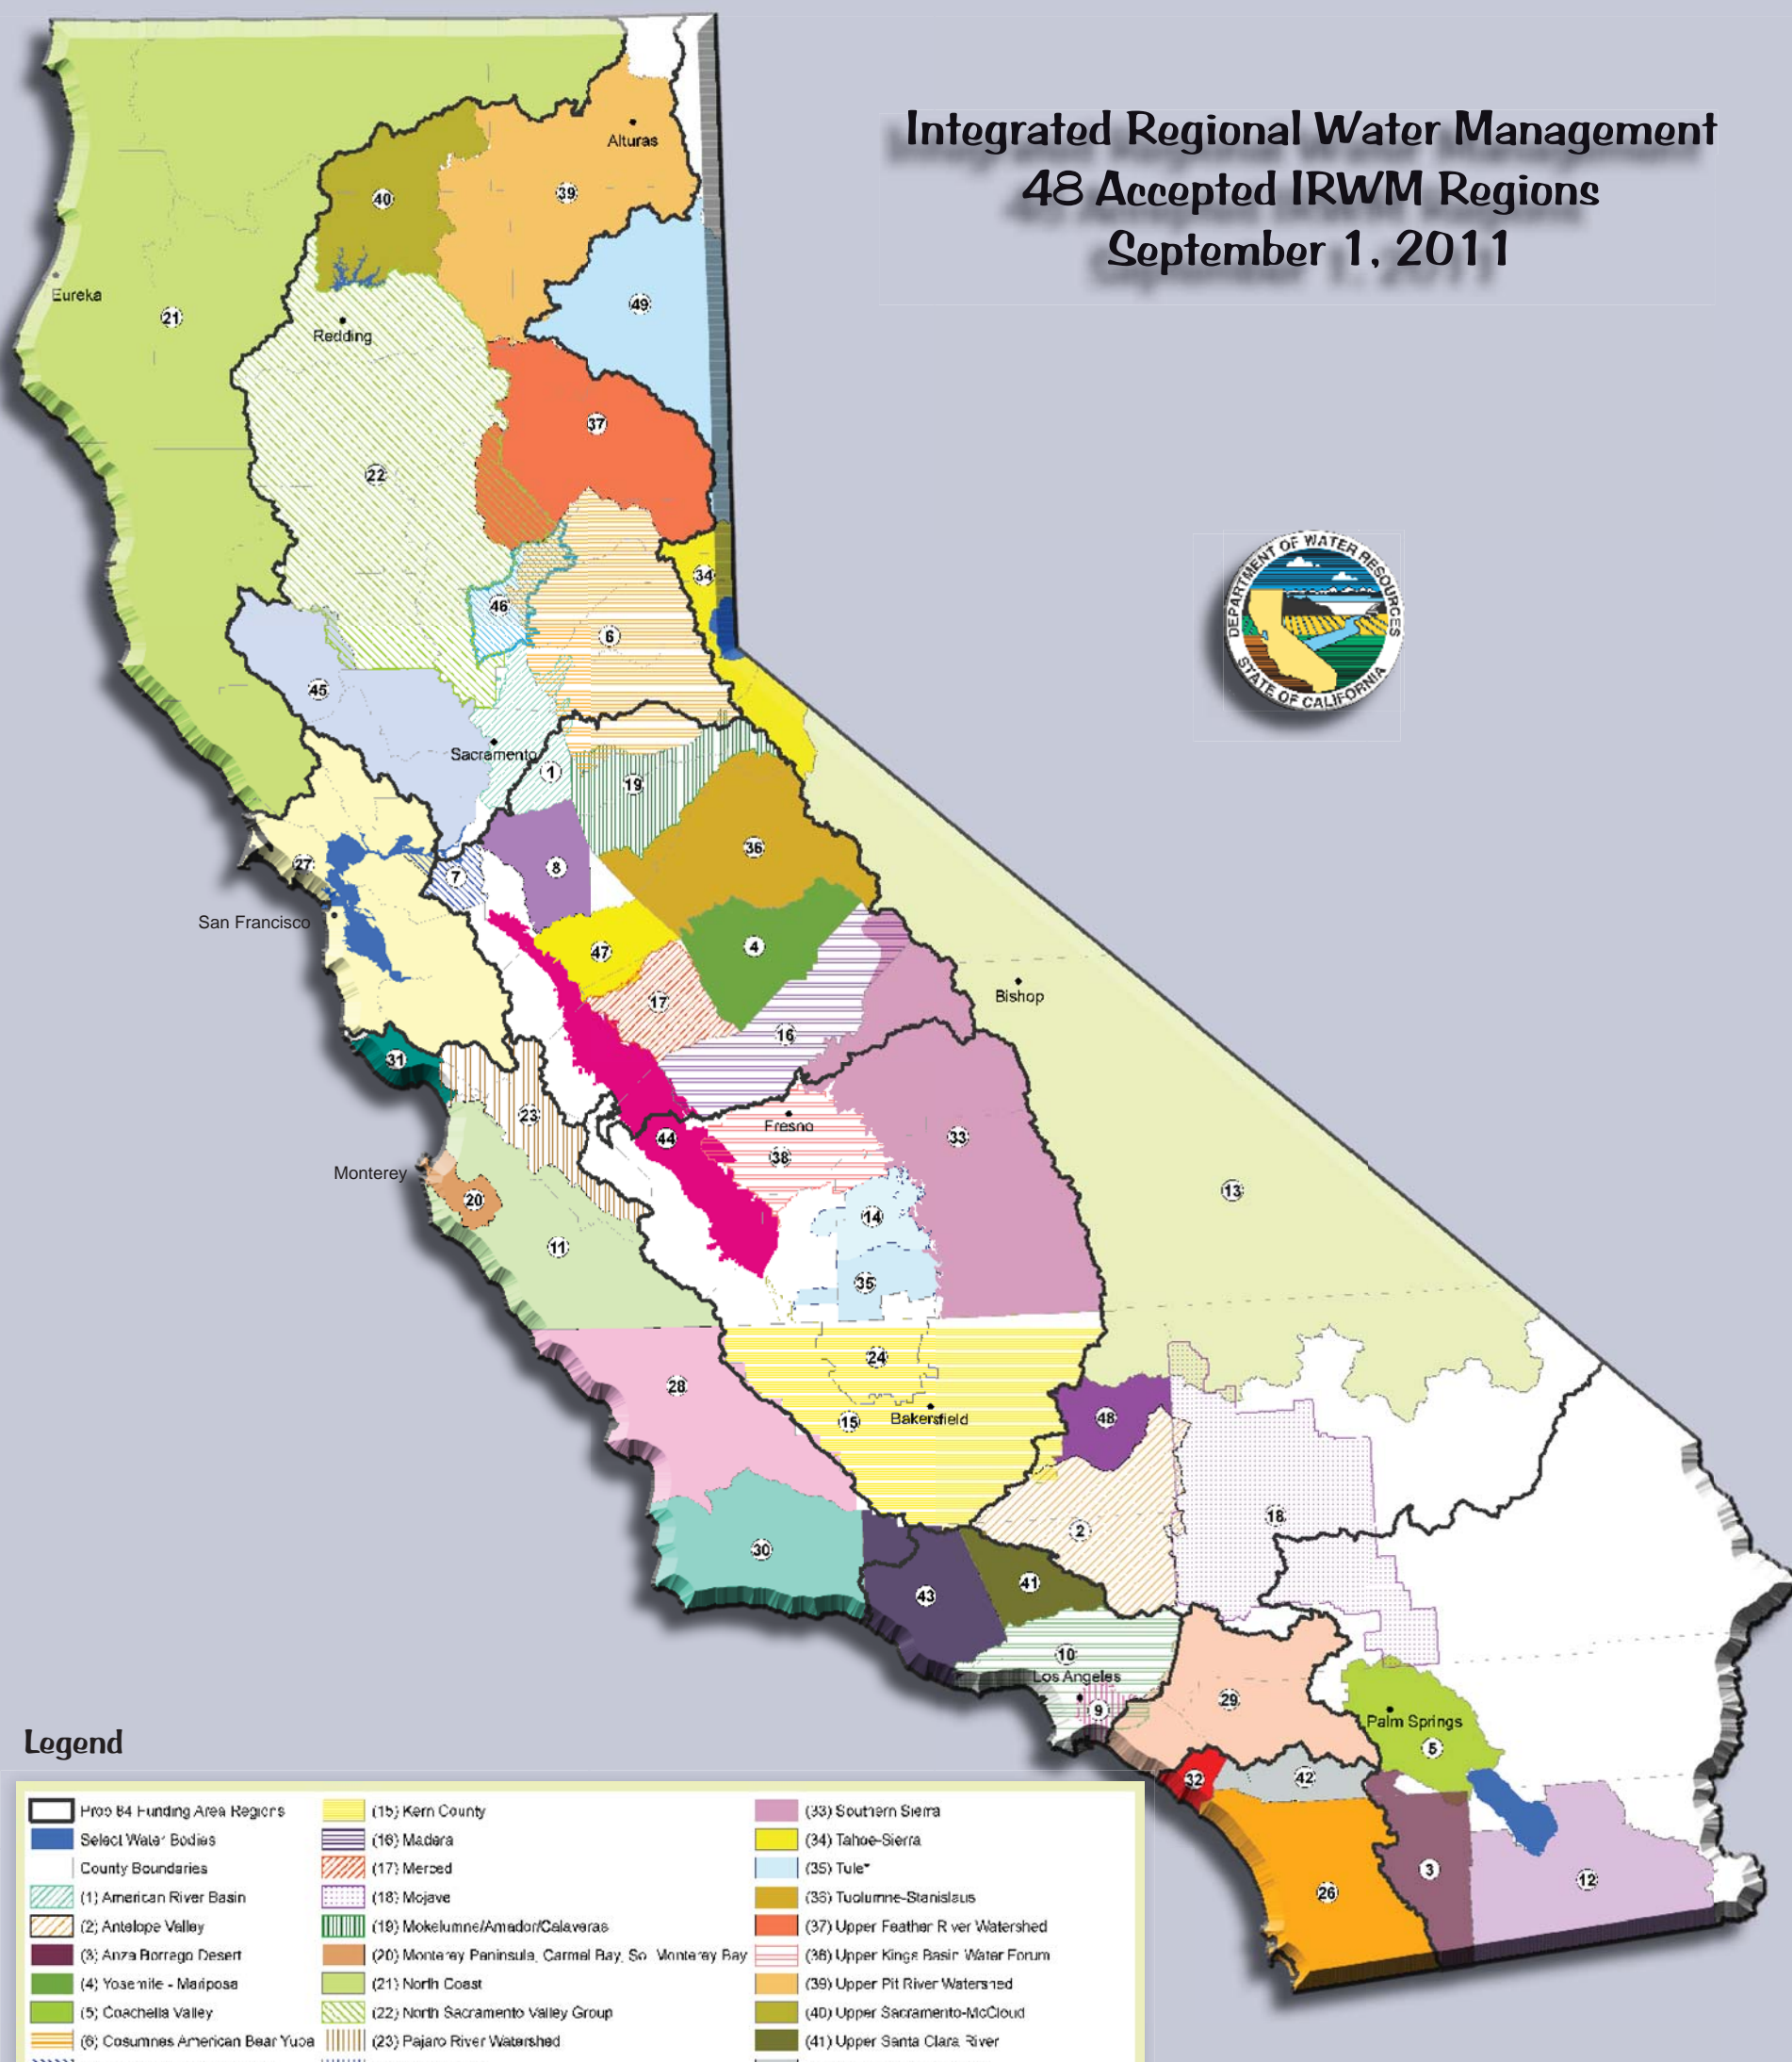 Integrated Regional Water Management
48 Accepted IRWM Regions
September 1, 2011
DEPARTMENT OF WATER RESOURCES
STATE OF CALIFORNIA
Alturas
40
39
Eureka
21
49
Redding
37
22
34
46
6
45
Sacramento
1
19
36
27
7
8
San Francisco
4
47
Bishop
17
16
31
23
Fresno
44
33
38
Monterey
13
20
14
11
35
24
28
48
15
Bakersfield
18
2
30
41
43
10
Los Angeles
29
9
Palm Springs
5
32
42
3
12
26
Legend
Prop 84 Funding Area Regions
Select Water Bodies
County Boundaries
(1) American River Basin
(2) Antelope Valley
(3) Anza Borrego Desert
(4) Yosemite - Mariposa
(5) Coachella Valley
(6) Cosumnes American Bear Yuba
(15) Kern County
(16) Madera
(17) Merced
(18) Mojave
(19) Mokelumne/Amador/Calaveras
(20) Monterey Peninsula, Carmel Bay, So. Monterey Bay
(21) North Coast
(22) North Sacramento Valley Group
(23) Pajaro River Watershed
(33) Southern Sierra
(34) Tahoe-Sierra
(35) Tule*
(36) Tuolumne-Stanislaus
(37) Upper Feather River Watershed
(38) Upper Kings Basin Water Forum
(39) Upper Pit River Watershed
(40) Upper Sacramento-McCloud
(41) Upper Santa Clara River